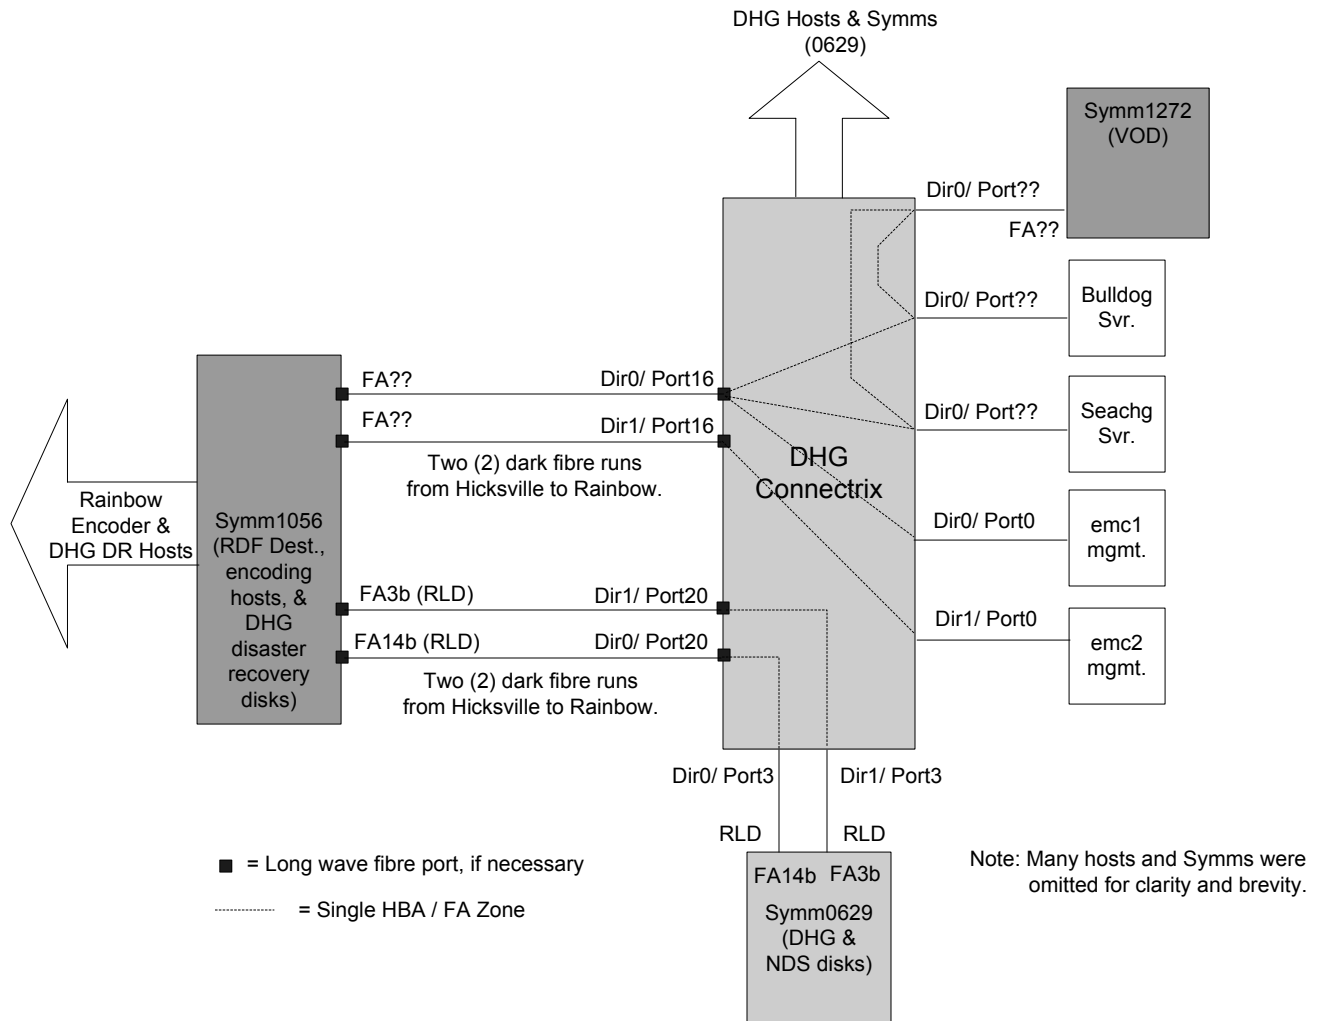 DHG Hosts & Symms
(0629)
Symm1272
(VOD)
Dir0/ Port??
FA??
Dir0/ Port??
Bulldog
Svr.
FA??
Dir0/ Port16
FA??
Dir1/ Port16
Two (2) dark fibre runs
from Hicksville to Rainbow.
Dir0/ Port??
Seachg
Svr.
DHG
Connectrix
Rainbow
Encoder &
DHG DR Hosts
Symm1056
(RDF Dest.,
encoding
hosts, &
DHG
disaster
recovery
disks)
Dir0/ Port0
emc1
mgmt.
FA3b (RLD)
Dir1/ Port20
FA14b (RLD)
Dir0/ Port20
Two (2) dark fibre runs
from Hicksville to Rainbow.
Dir1/ Port0
emc2
mgmt.
Dir0/ Port3
Dir1/ Port3
RLD
RLD
= Long wave fibre port, if necessary
= Single HBA / FA Zone
FA14b
FA3b
Symm0629
(DHG &
NDS disks)
Note: Many hosts and Symms were
omitted for clarity and brevity.